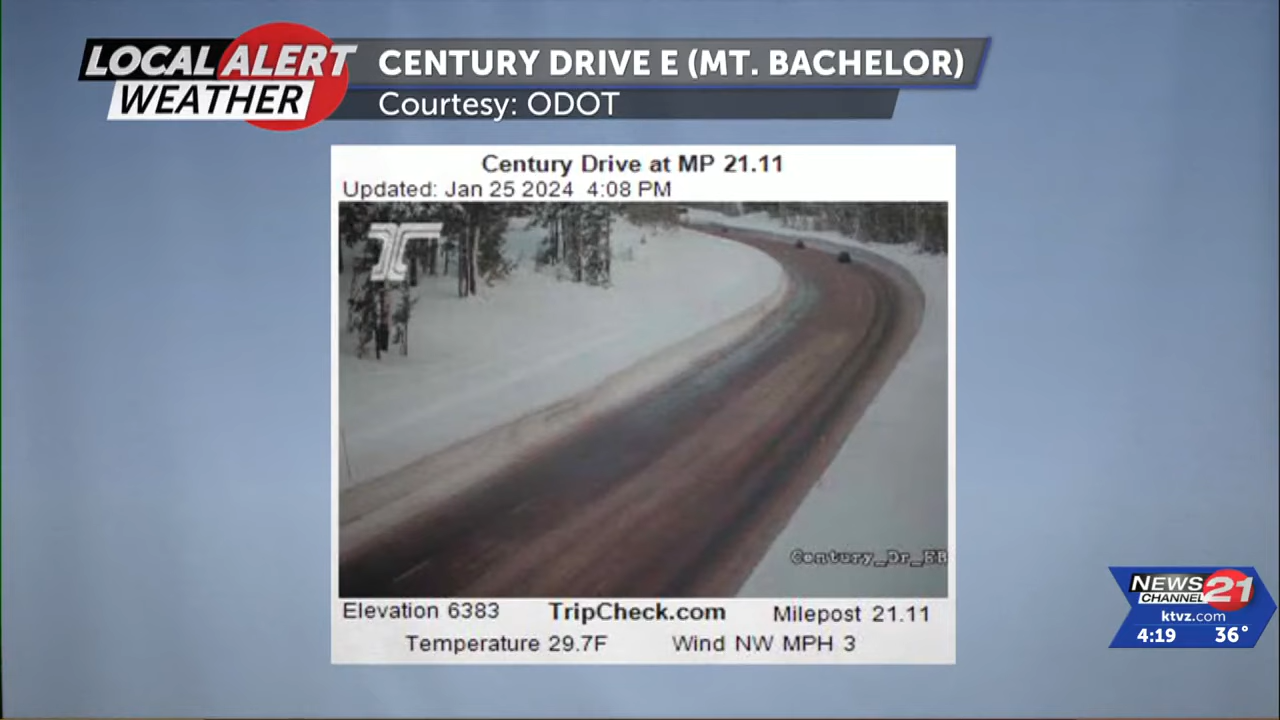 LOCAL ALERT
WEATHER
CENTURY DRIVE E (MT. BACHELOR)
Courtesy: ODOT
Century Drive at MP 21.11
Updated: Jan 25 2024 4:08 PM
Century_Dr_EB
Elevation 6383 TripCheck.com Milepost 21.11
Temperature 29.7F Wind NW MPH 3
NEWS
CHANNEL 21
ktvz.com
4:19 36°